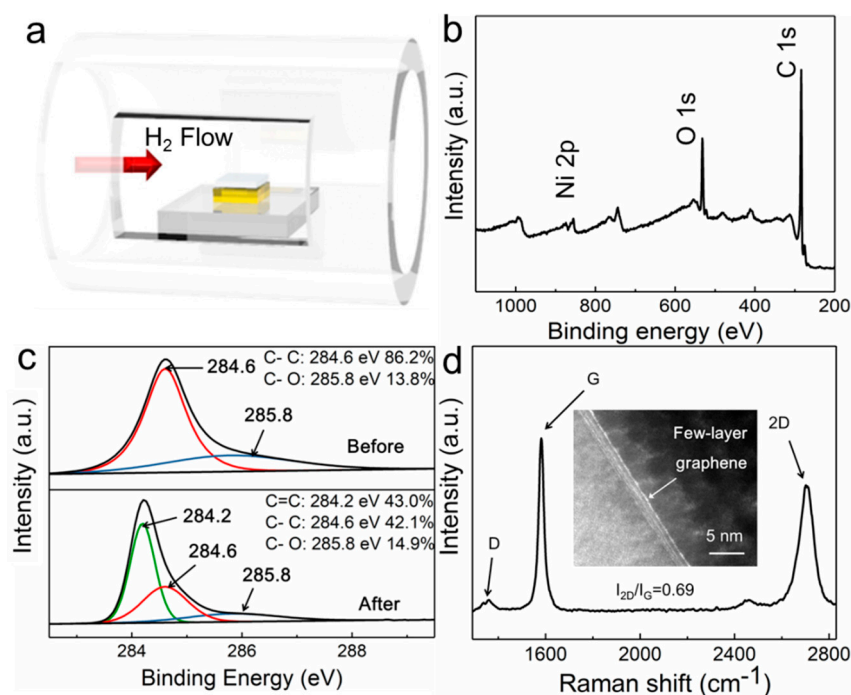 a
H₂ Flow
b
Intensity (a.u.)
Ni 2p
O 1s
C 1s
1000
800
600
400
200
Binding energy (eV)
c
Intensity (a.u.)
284.6
C- C: 284.6 eV 86.2%
C- O: 285.8 eV 13.8%
285.8
Before
C=C: 284.2 eV 43.0%
C- C: 284.6 eV 42.1%
C- O: 285.8 eV 14.9%
284.2
284.6
285.8
After
284
286
288
Binding Energy (eV)
d
Intensity (a.u.)
G
2D
Few-layer
graphene
5 nm
D
I2D/IG=0.69
1600
2000
2400
2800
Raman shift (cm⁻¹)